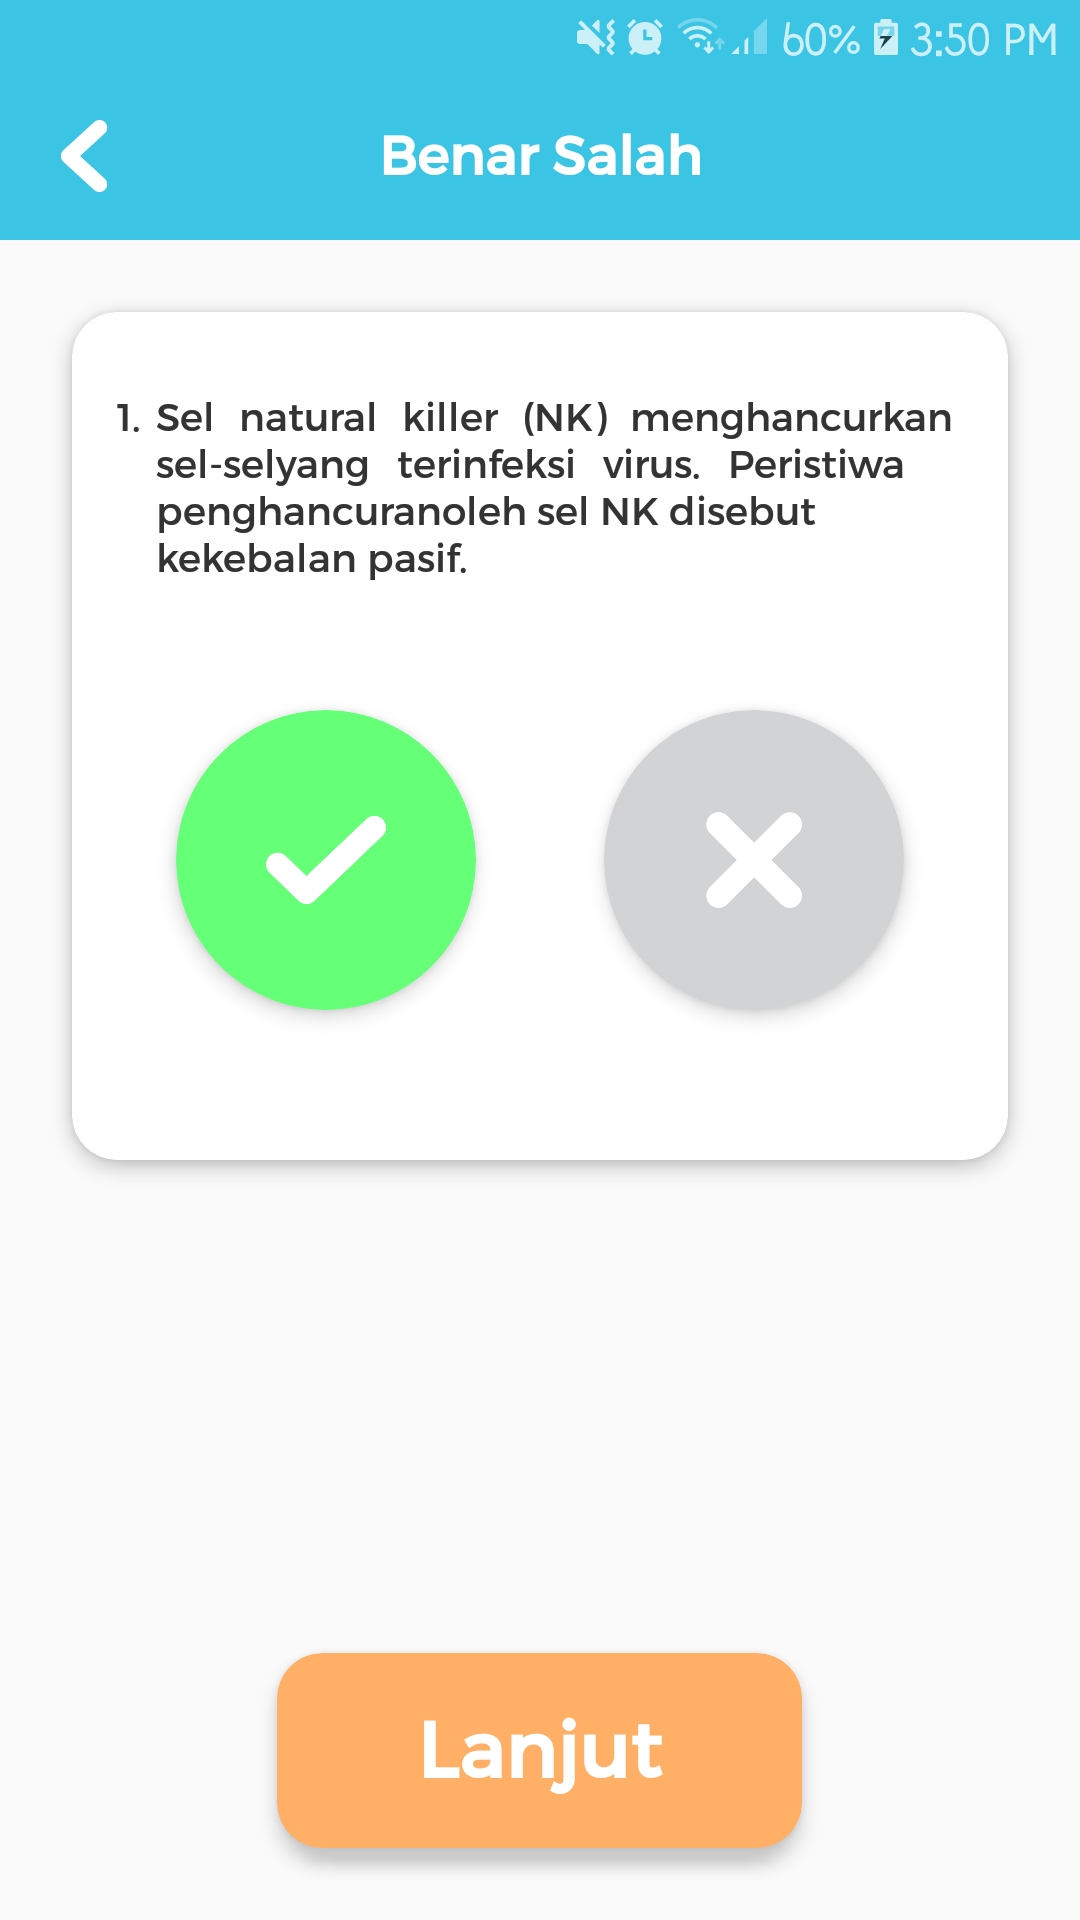 60% 3:50 PM
Benar Salah
1. Sel natural killer (NK) menghancurkan
sel-selyang terinfeksi virus. Peristiwa
penghancuranoleh sel NK disebut
kekebalan pasif.
Lanjut